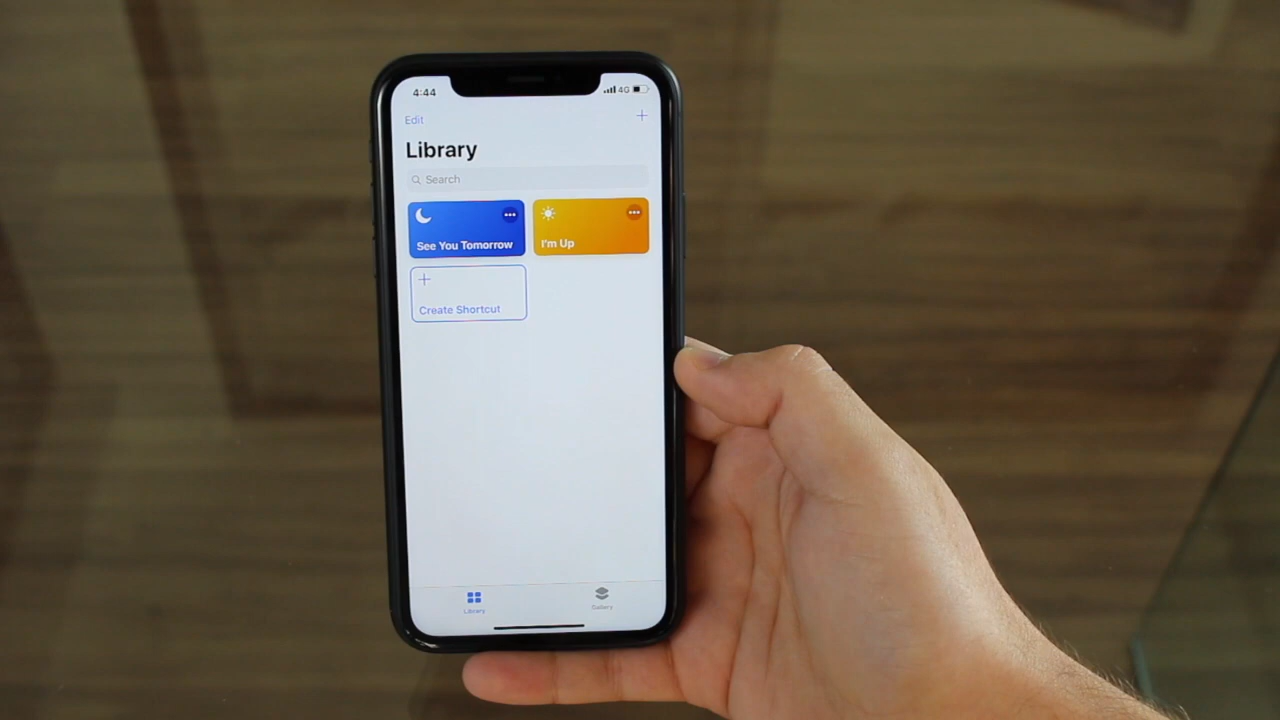 4:44
4G
Edit
Library
Search
See You Tomorrow
I'm Up
Create Shortcut
Library
Gallery